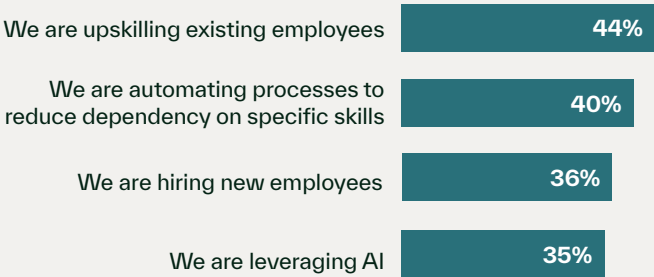 We are upskilling existing employees
44%
We are automating processes to
reduce dependency on specific skills
40%
We are hiring new employees
36%
We are leveraging AI
35%